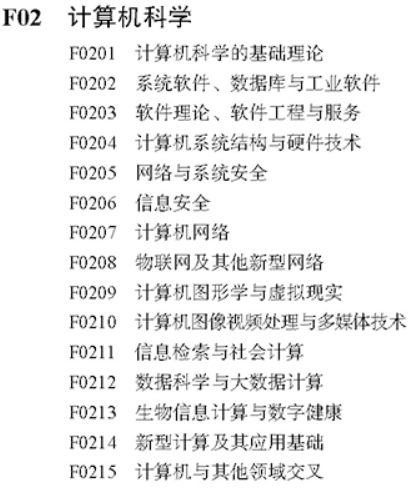 F02 计算机科学
F0201 计算机科学的基础理论
F0202 系统软件、数据库与工业软件
F0203 软件理论、软件工程与服务
F0204 计算机系统结构与硬件技术
F0205 网络与系统安全
F0206 信息安全
F0207 计算机网络
F0208 物联网及其他新型网络
F0209 计算机图形学与虚拟现实
F0210 计算机图像视频处理与多媒体技术
F0211 信息检索与社会计算
F0212 数据科学与大数据计算
F0213 生物信息计算与数字健康
F0214 新型计算及其应用基础
F0215 计算机与其他领域交叉